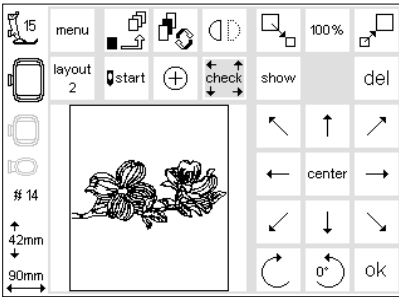 15
menu
100%
layout
2
start
check
show
del
# 14
center
42mm
90mm
0°
ok